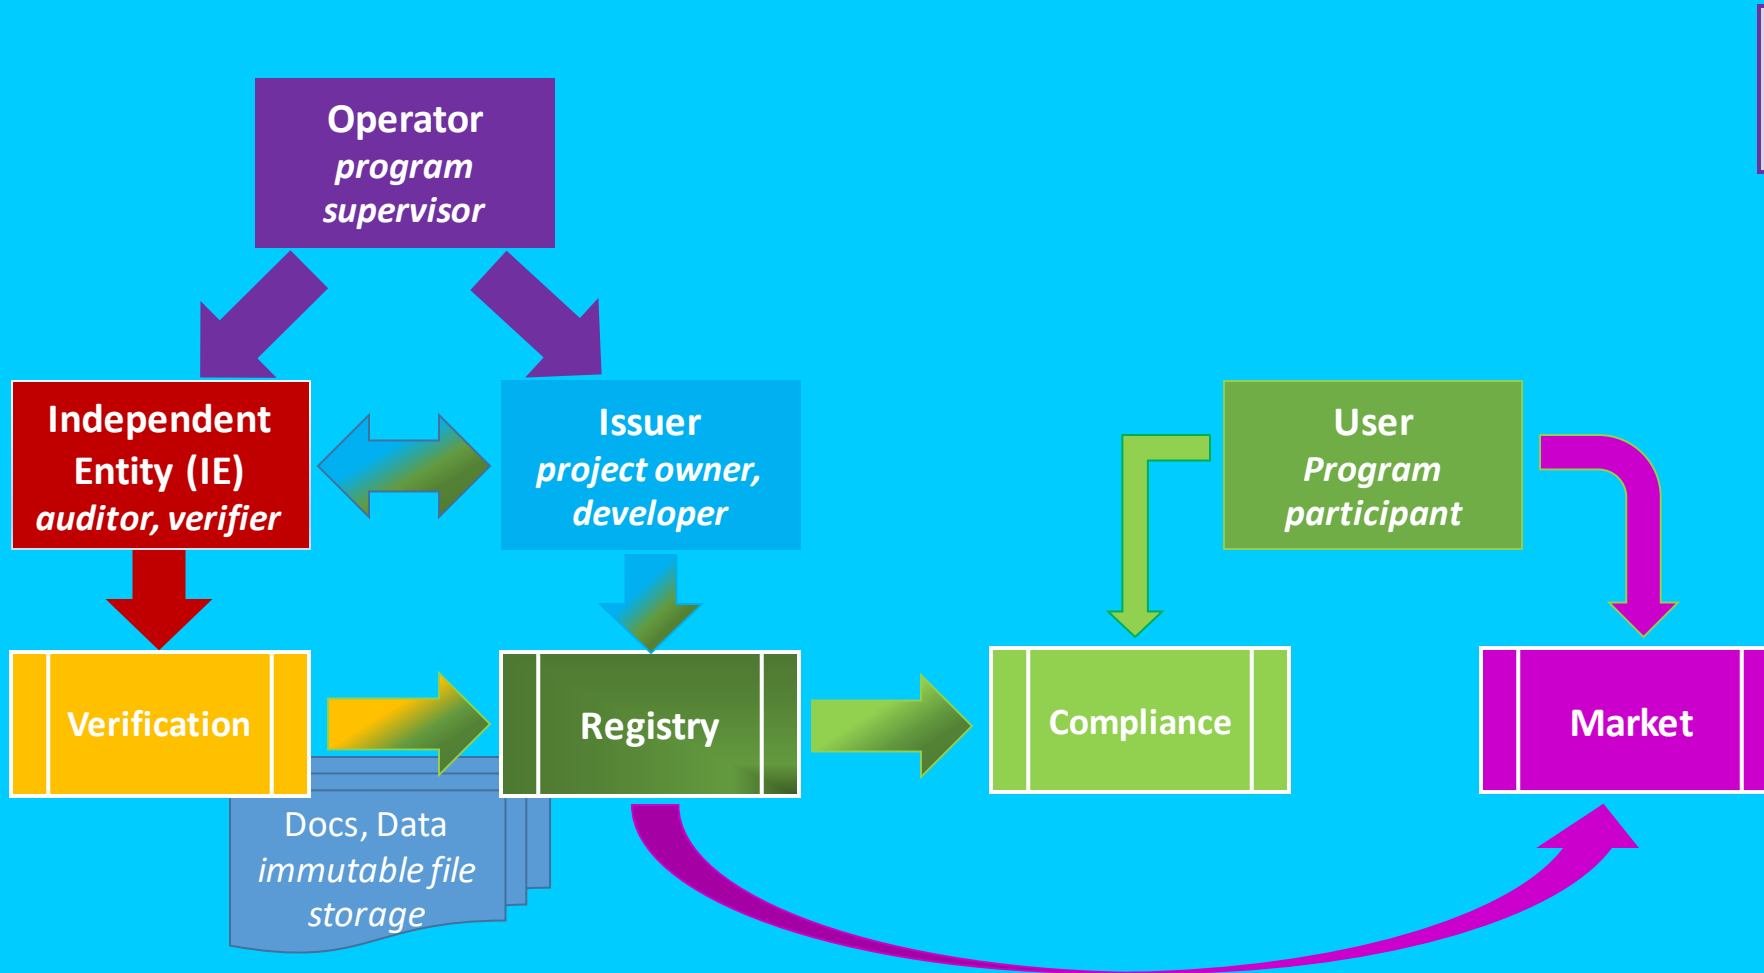 Operator
program
supervisor
Independent
Entity (IE)
auditor, verifier
Issuer
project owner,
developer
User
Program
participant
Verification
Registry
Compliance
Market
Docs, Data
immutable file
storage